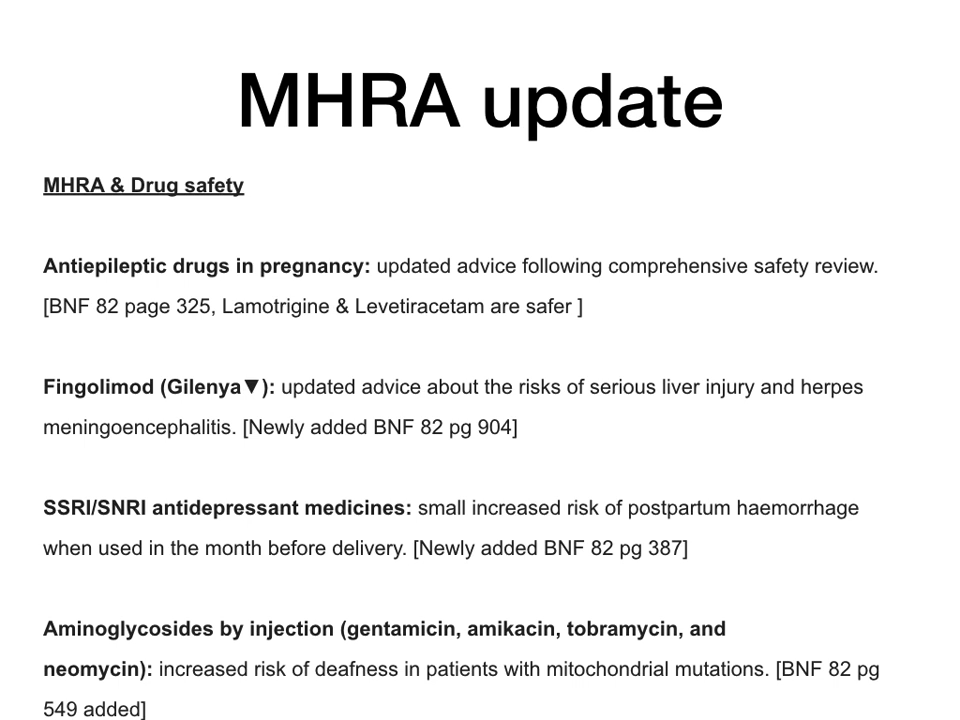 MHRA update
MHRA & Drug safety
Antiepileptic drugs in pregnancy: updated advice following comprehensive safety review.
[BNF 82 page 325, Lamotrigine & Levetiracetam are safer ]
Fingolimod (Gilenya▼): updated advice about the risks of serious liver injury and herpes
meningoencephalitis. [Newly added BNF 82 pg 904]
SSRI/SNRI antidepressant medicines: small increased risk of postpartum haemorrhage
when used in the month before delivery. [Newly added BNF 82 pg 387]
Aminoglycosides by injection (gentamicin, amikacin, tobramycin, and
neomycin): increased risk of deafness in patients with mitochondrial mutations. [BNF 82 pg
549 added]